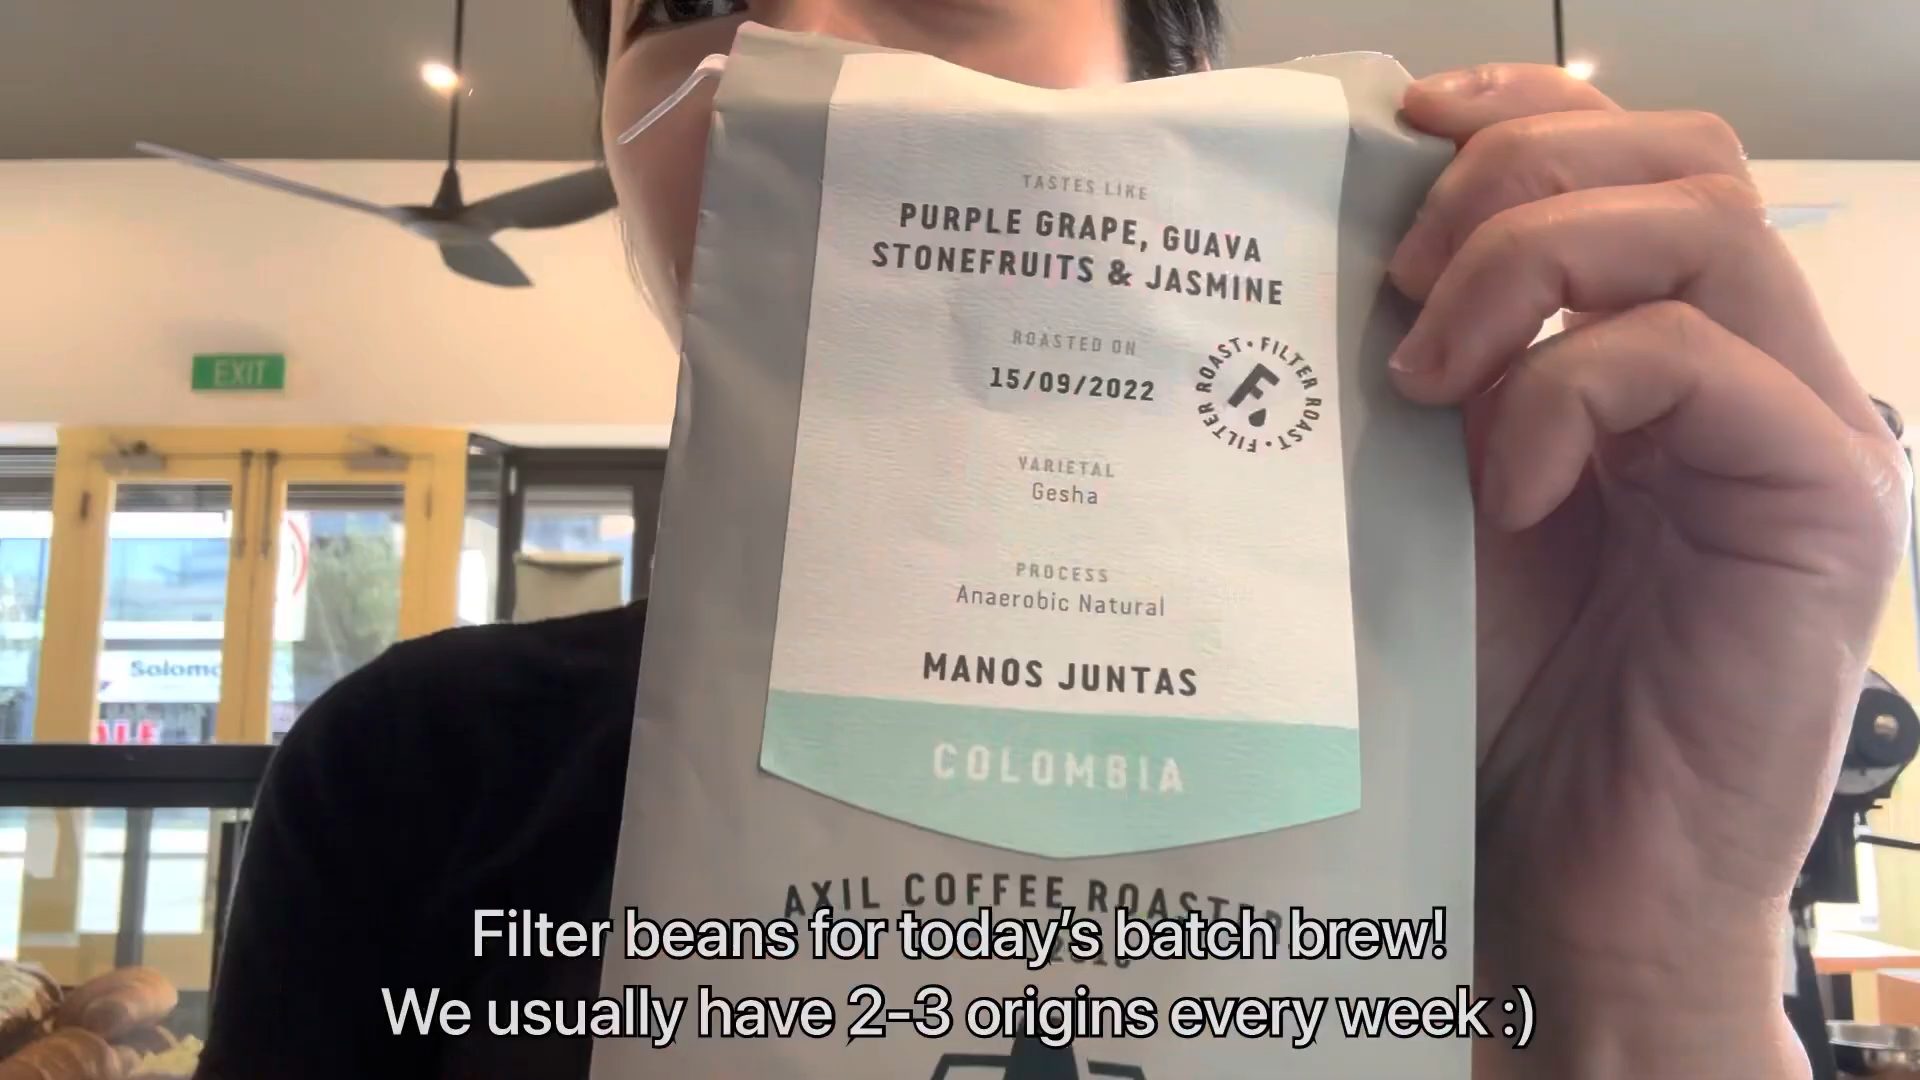 TASTES LIKE
PURPLE GRAPE, GUAVA
STONEFRUITS & JASMINE
ROASTED ON
15/09/2022
FILTER ROAST • FILTER ROAST •
F
VARIETAL
Gesha
PROCESS
Anaerobic Natural
MANOS JUNTAS
COLOMBIA
AXIL COFFEE ROASTER
EXIT
Solomo
Filter beans for today's batch brew!
We usually have 2-3 origins every week :)